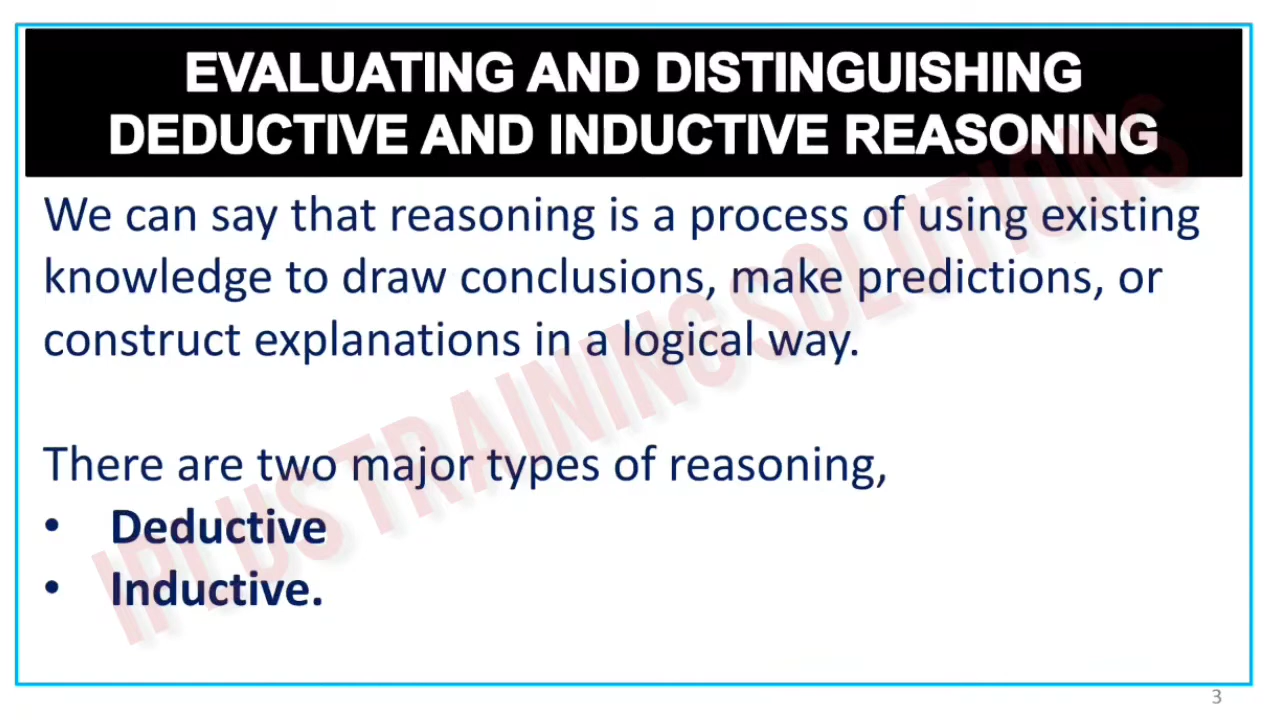 EVALUATING AND DISTINGUISHING
DEDUCTIVE AND INDUCTIVE REASONING
We can say that reasoning is a process of using existing
knowledge to draw conclusions, make predictions, or
construct explanations in a logical way.
There are two major types of reasoning,
• Deductive
• Inductive.
IPLUS TRAINING SOLUTIONS
3